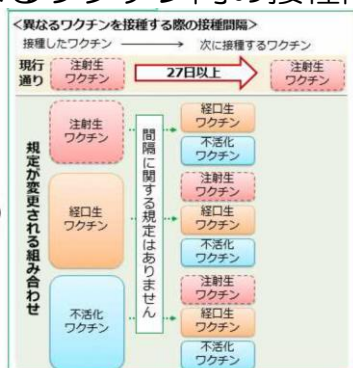 <異なるワクチンを接種する際の接種間隔>
接種したワクチン
次に接種するワクチン
現行
通り
注射生
ワクチン
27日以上
注射生
ワクチン
規定が変更される組み合わせ
注射生
ワクチン
経口生
ワクチン
不活化
ワクチン
間隔に関する規定はありません
経口生
ワクチン
不活化
ワクチン
注射生
ワクチン
経口生
ワクチン
不活化
ワクチン
注射生
ワクチン
経口生
ワクチン
不活化
ワクチン